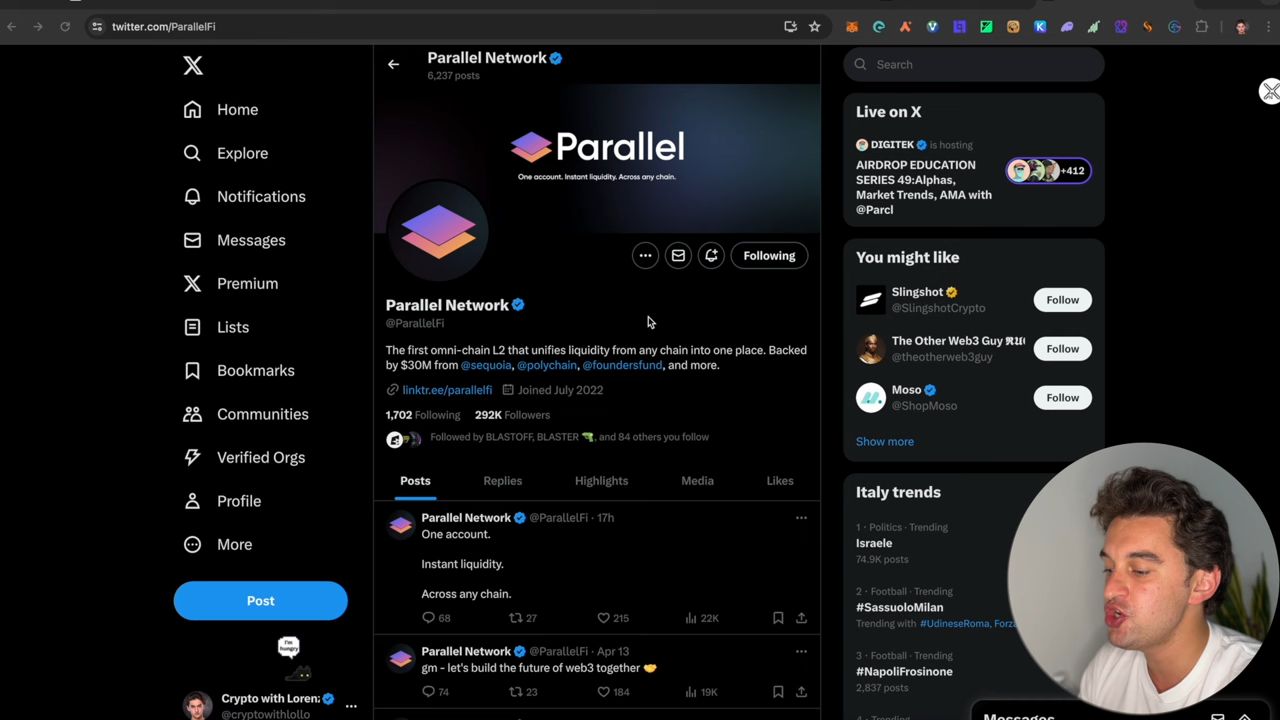 twitter.com/ParallelFi
Home
Explore
Notifications
Messages
Premium
Lists
Bookmarks
Communities
Verified Orgs
Profile
More
Post
I'm
hungry
@cryptowithlollo
Parallel Network
6,237 posts
Parallel
One account. Instant liquidity. Across any chain.
Following
Parallel Network
@ParallelFi
The first omni-chain L2 that unifies liquidity from any chain into one place. Backed
by $30M from @sequoia, @polychain, @foundersfund, and more.
linktr.ee/parallelfi Joined July 2022
1,702 Following 292K Followers
Followed by BLASTOFF, BLASTER 🔫, and 84 others you follow
Posts Replies Highlights Media Likes
Parallel Network @ParallelFi · 17h
One account.
Instant liquidity.
Across any chain.
68 27 215 22K
Parallel Network @ParallelFi · Apr 13
gm - let's build the future of web3 together 🤝
74 23 184 19K
Search
Live on X
DIGITEK is hosting
AIRDROP EDUCATION
SERIES 49:Alphas,
Market Trends, AMA with
@Parcl
+412
You might like
Slingshot
@SlingshotCrypto
Follow
The Other Web3 Guy
@theotherweb3guy
Follow
Moso
@ShopMoso
Follow
Show more
Italy trends
1 · Politics · Trending
Israele
74.9K posts
2 · Football · Trending
#SassuoloMilan
Trending with #UdineseRoma,
3 · Football · Trending
#NapoliFrosinone
2,837 posts
Messages